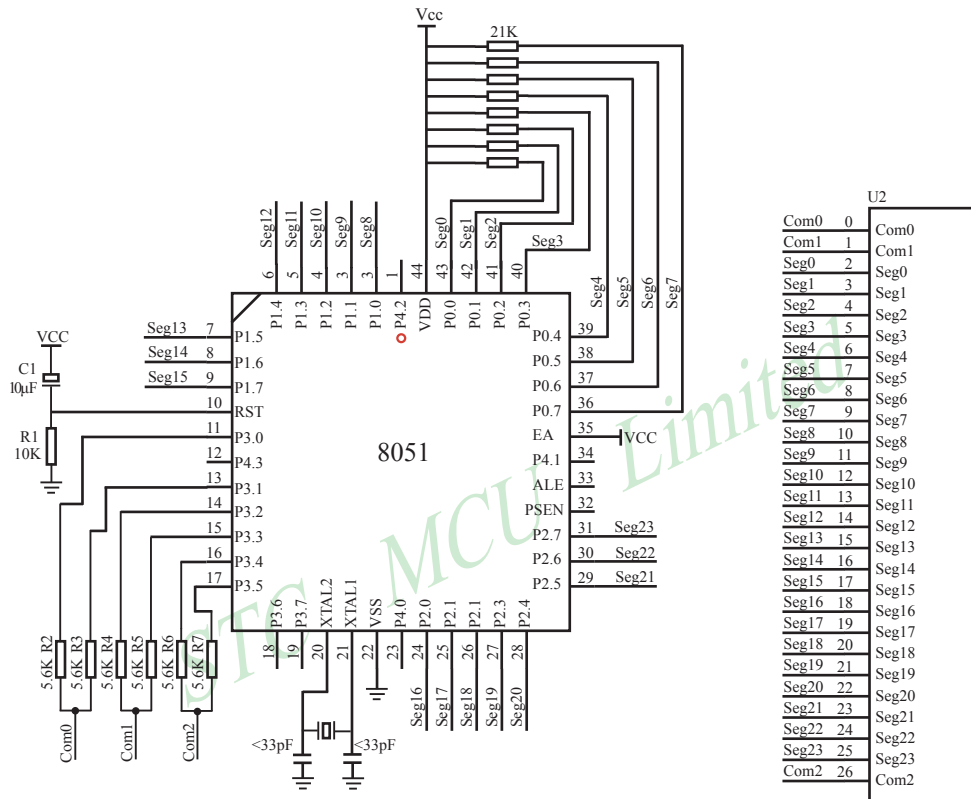 Vcc
21K
Seg12
Seg11
Seg10
Seg9
Seg8
Seg0
Seg1
Seg2
Seg3
Seg4
Seg5
Seg6
Seg7
6
5
4
3
3
1
44
43
42
41
40
P1.4
P1.3
P1.2
P1.1
P1.0
P4.2
VDD
P0.0
P0.1
P0.2
P0.3
Seg13 7 P1.5
Seg14 8 P1.6
Seg15 9 P1.7
10 RST
11 P3.0
12 P4.3
13 P3.1
14 P3.2
15 P3.3
16 P3.4
17 P3.5
VCC
C1
10μF
R1
10K
8051
P0.4 39
P0.5 38
P0.6 37
P0.7 36
EA 35 VCC
P4.1 34
ALE 33
PSEN 32
P2.7 31 Seg23
P2.6 30 Seg22
P2.5 29 Seg21
P3.6
P3.7
XTAL2
XTAL1
VSS
P4.0
P2.0
P2.1
P2.1
P2.3
P2.4
18
19
20
21
22
23
24
25
26
27
28
Seg16
Seg17
Seg18
Seg19
Seg20
5.6K R2
5.6K R3
5.6K R4
5.6K R5
5.6K R6
5.6K R7
Com0
Com1
Com2
<33pF
<33pF
STC MCU Limited
U2
Com0 0 Com0
Com1 1 Com1
Seg0 2 Seg0
Seg1 3 Seg1
Seg2 4 Seg2
Seg3 5 Seg3
Seg4 6 Seg4
Seg5 7 Seg5
Seg6 8 Seg6
Seg7 9 Seg7
Seg8 10 Seg8
Seg9 11 Seg9
Seg10 12 Seg10
Seg11 13 Seg11
Seg12 14 Seg12
Seg13 15 Seg13
Seg14 16 Seg14
Seg15 17 Seg15
Seg16 18 Seg16
Seg17 19 Seg17
Seg18 20 Seg18
Seg19 21 Seg19
Seg20 22 Seg20
Seg21 23 Seg21
Seg22 24 Seg22
Seg23 25 Seg23
Com2 26 Com2